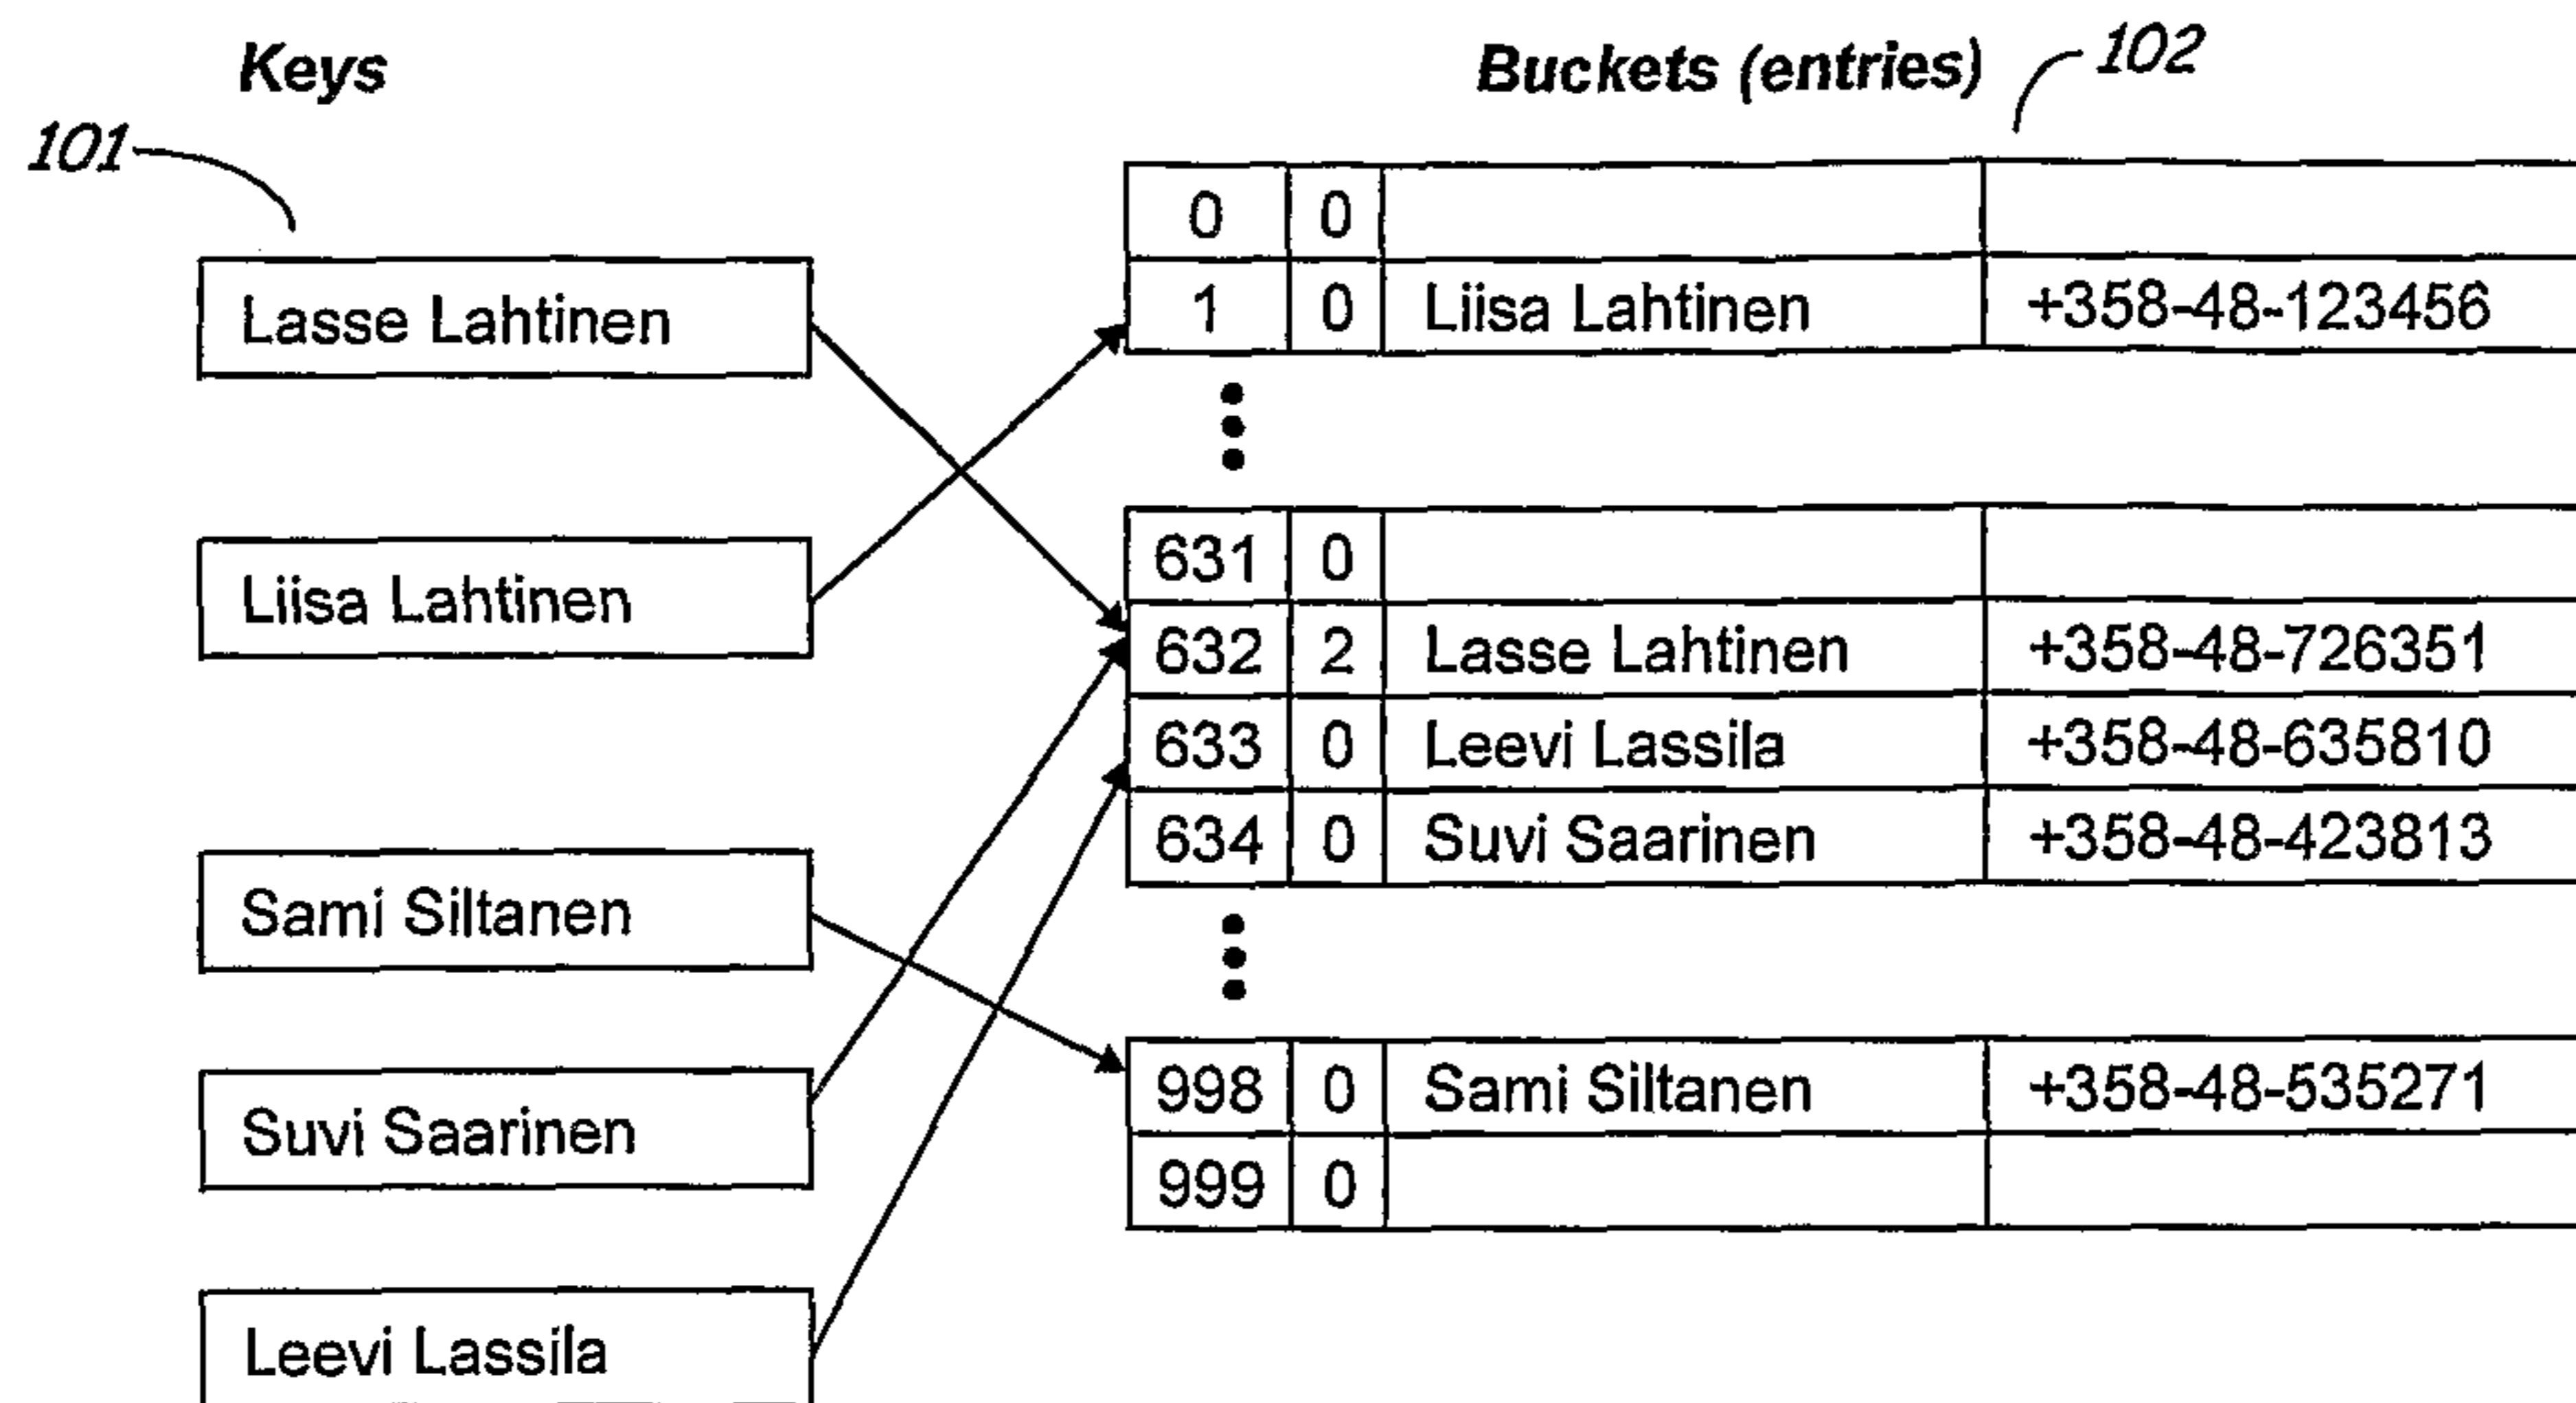 Keys
101
Lasse Lahtinen
Liisa Lahtinen
Sami Siltanen
Suvi Saarinen
Leevi Lassila
Buckets (entries)
102
0 0
1 0 Liisa Lahtinen +358-48-123456
631 0
632 2 Lasse Lahtinen +358-48-726351
633 0 Leevi Lassila +358-48-635810
634 0 Suvi Saarinen +358-48-423813
998 0 Sami Siltanen +358-48-535271
999 0